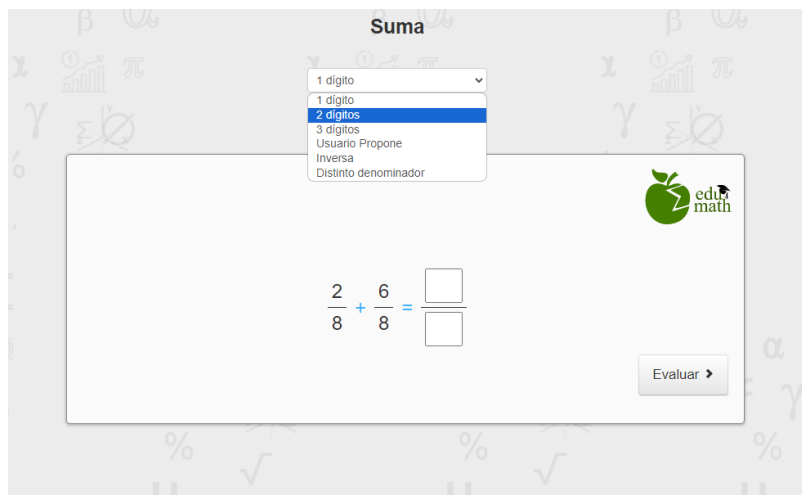 Suma
1 dígito
1 dígito
2 dígitos
3 dígitos
Usuario Propone
Inversa
Distinto denominador
edu
math
2 6
+ =
8 8
Evaluar